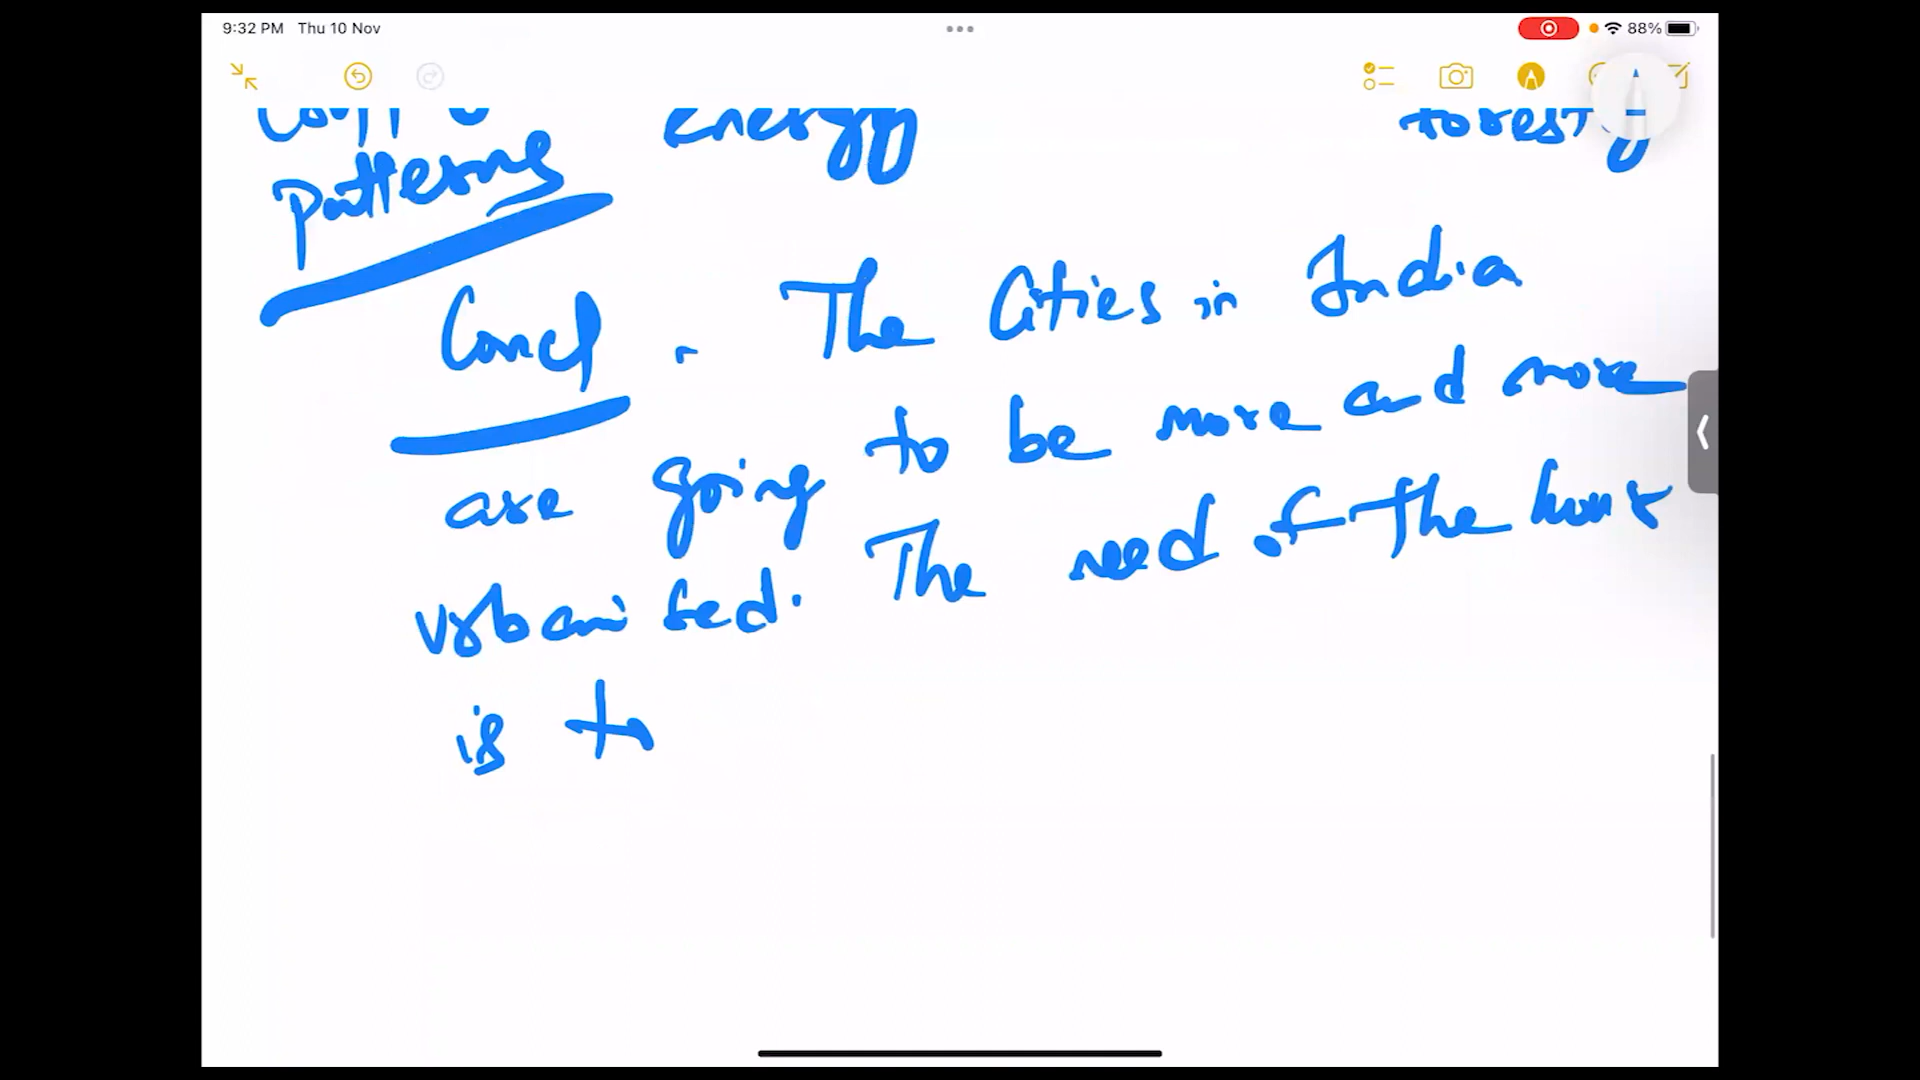 9:32 PM Thu 10 Nov 88%
energy foresty
patterns
Concl - The Cities in India
are going to be more and more
urbanised. The need of the hour
is to